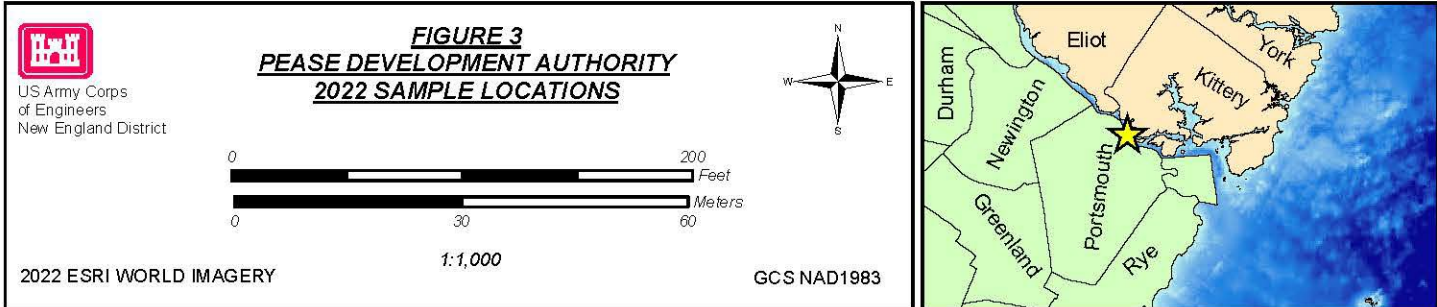 US Army Corps
of Engineers
New England District
FIGURE 3
PEASE DEVELOPMENT AUTHORITY
2022 SAMPLE LOCATIONS
N
W
E
S
0
200
Feet
Meters
0
30
60
1:1,000
2022 ESRI WORLD IMAGERY
GCS NAD1983
Eliot
York
Kittery
Durham
Newington
Portsmouth
Greenland
Rye